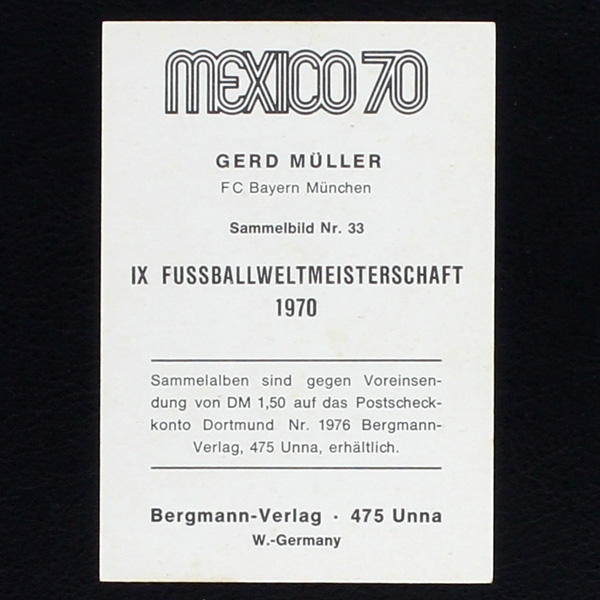 MEXICO 70
GERD MÜLLER
FC Bayern München
Sammelbild Nr. 33
IX FUSSBALLWELTMEISTERSCHAFT
1970
Sammelalben sind gegen Voreinsen-
dung von DM 1,50 auf das Postscheck-
konto Dortmund Nr. 1976 Bergmann-
Verlag, 475 Unna, erhältlich.
Bergmann-Verlag · 475 Unna
W.-Germany